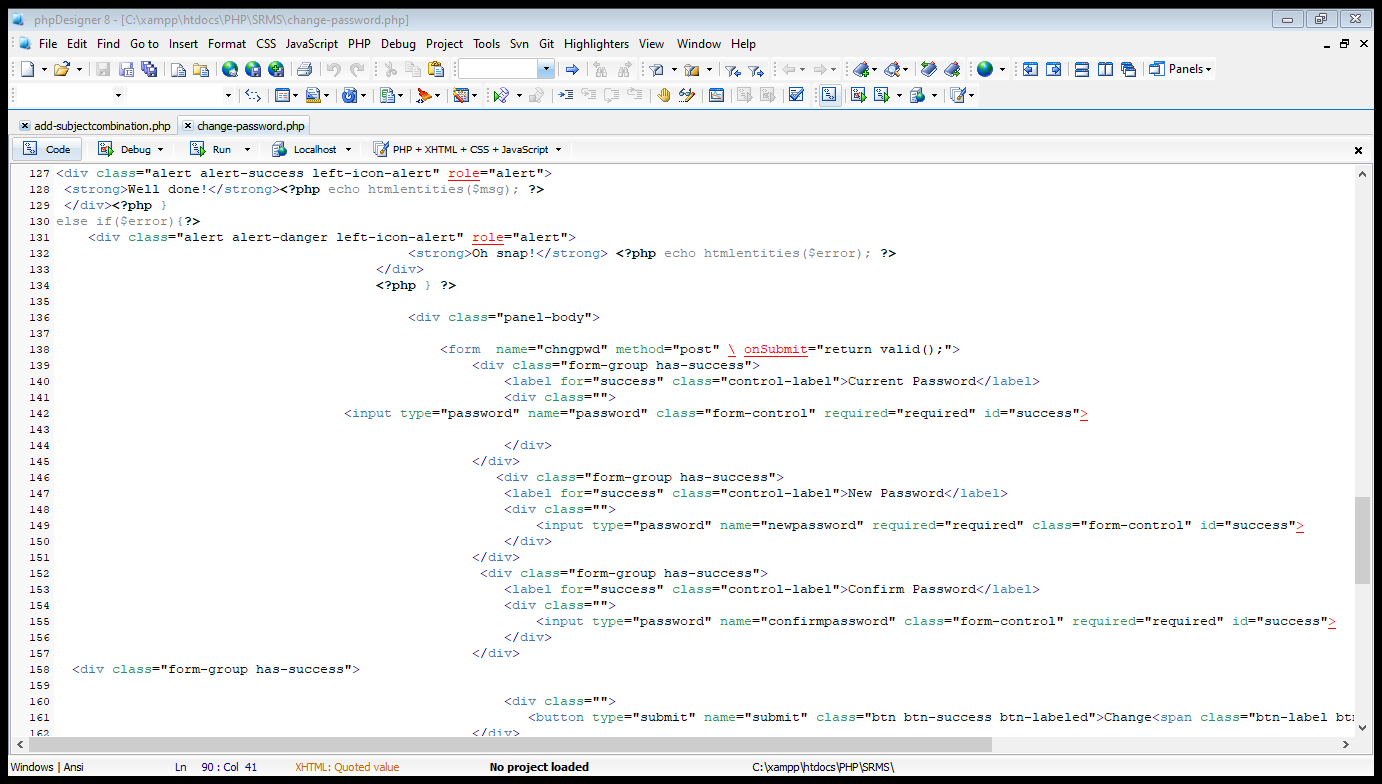 phpDesigner 8 - [C:\xampp\htdocs\PHP\SRMS\change-password.php]
File Edit Find Go to Insert Format CSS JavaScript PHP Debug Project Tools Svn Git Highlighters View Window Help
Panels
add-subjectcombination.php change-password.php
Code Debug Run Localhost PHP + XHTML + CSS + JavaScript
127 <div class="alert alert-success left-icon-alert" role="alert">
128 <strong>Well done!</strong><?php echo htmlentities($msg); ?>
129 </div><?php }
130 else if($error){?>
131 <div class="alert alert-danger left-icon-alert" role="alert">
132 <strong>Oh snap!</strong> <?php echo htmlentities($error); ?>
133 </div>
134 <?php } ?>
135
136 <div class="panel-body">
137
138 <form  name="chngpwd" method="post" \ onSubmit="return valid();">
139 <div class="form-group has-success">
140 <label for="success" class="control-label">Current Password</label>
141 <div class="">
142 <input type="password" name="password" class="form-control" required="required" id="success">
143
144 </div>
145 </div>
146 <div class="form-group has-success">
147 <label for="success" class="control-label">New Password</label>
148 <div class="">
149 <input type="password" name="newpassword" required="required" class="form-control" id="success">
150 </div>
151 </div>
152 <div class="form-group has-success">
153 <label for="success" class="control-label">Confirm Password</label>
154 <div class="">
155 <input type="password" name="confirmpassword" class="form-control" required="required" id="success">
156 </div>
157 </div>
158 <div class="form-group has-success">
159
160 <div class="">
161 <button type="submit" name="submit" class="btn btn-success btn-labeled">Change<span class="btn-label btn
162 </div>
Windows | Ansi Ln 90 : Col 41 XHTML: Quoted value No project loaded C:\xampp\htdocs\PHP\SRMS\